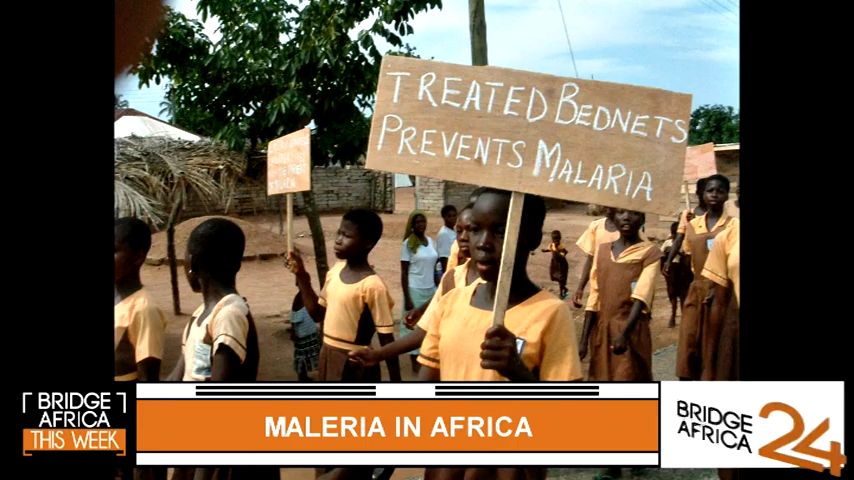 TREATED BEDNETS
PREVENTS MALARIA
BRIDGE
AFRICA
THIS WEEK
MALERIA IN AFRICA
BRIDGE
AFRICA
24